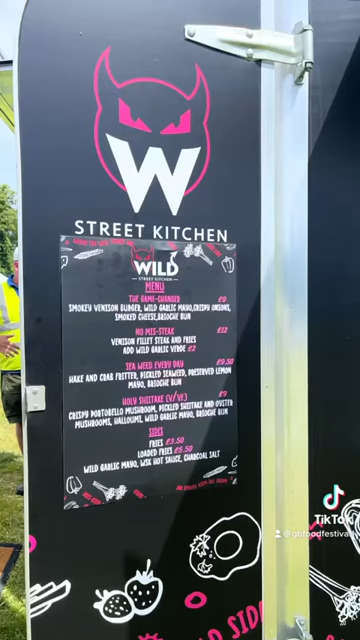 W
STREET KITCHEN
WILD
STREET KITCHEN
MENU
THE GAME-CHANGER £9
SMOKEY VENISON BURGER, WILD GARLIC MAYO, CRISPY ONIONS,
SMOKED CHEESE, BRIOCHE BUN
NO MIS-STEAK £12
VENISON FILLET STEAK AND FRIES
ADD WILD GARLIC VERDE £2
SEA WEED EVERY DAY £9.50
HAKE AND CRAB FRITTER, PICKLED SEAWEED, PRESERVED LEMON
MAYO, BRIOCHE BUN
HOLY SHIITAKE (V/VE) £9
CRISPY PORTOBELLO MUSHROOM, PICKLED SHIITAKE AND OYSTER
MUSHROOMS, HALLOUMI, WILD GARLIC MAYO, BRIOCHE BUN
SIDES
FRIES £3.50
LOADED FRIES £5.50
WILD GARLIC MAYO, WSK HOT SAUCE, CHARCOAL SALT
TikTok
@gbfoodfestivals
D SIDE